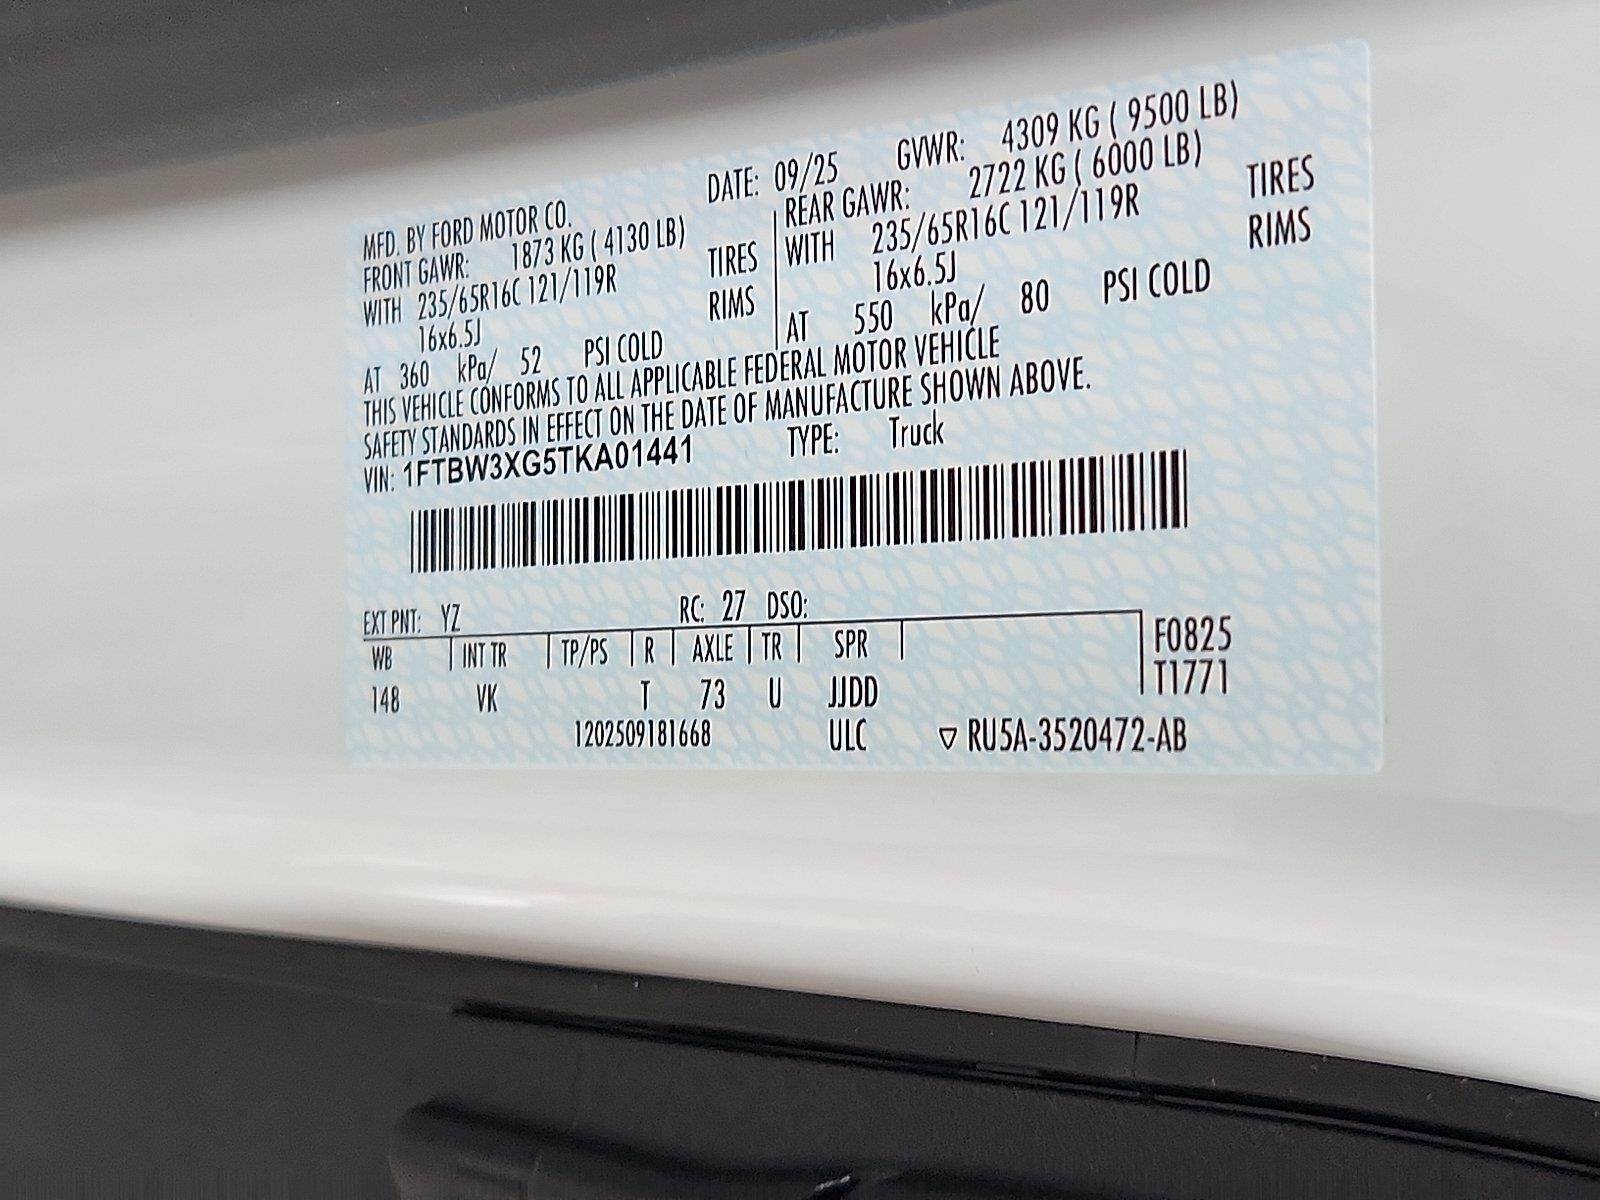 MFD. BY FORD MOTOR CO. DATE: 09/25 GVWR: 4309 KG ( 9500 LB)
FRONT GAWR: 1873 KG ( 4130 LB) REAR GAWR: 2722 KG ( 6000 LB)
WITH 235/65R16C 121/119R TIRES WITH 235/65R16C 121/119R TIRES
16x6.5J RIMS 16x6.5J RIMS
AT 360 kPa/ 52 PSI COLD AT 550 kPa/ 80 PSI COLD
THIS VEHICLE CONFORMS TO ALL APPLICABLE FEDERAL MOTOR VEHICLE
SAFETY STANDARDS IN EFFECT ON THE DATE OF MANUFACTURE SHOWN ABOVE.
VIN: 1FTBW3XG5TKA01441 TYPE: Truck
EXT PNT: YZ RC: 27 DSO:
WB INT TR TP/PS R AXLE TR SPR F0825
148 VK T 73 U JJDD T1771
1202509181668 ULC ▽ RU5A-3520472-AB